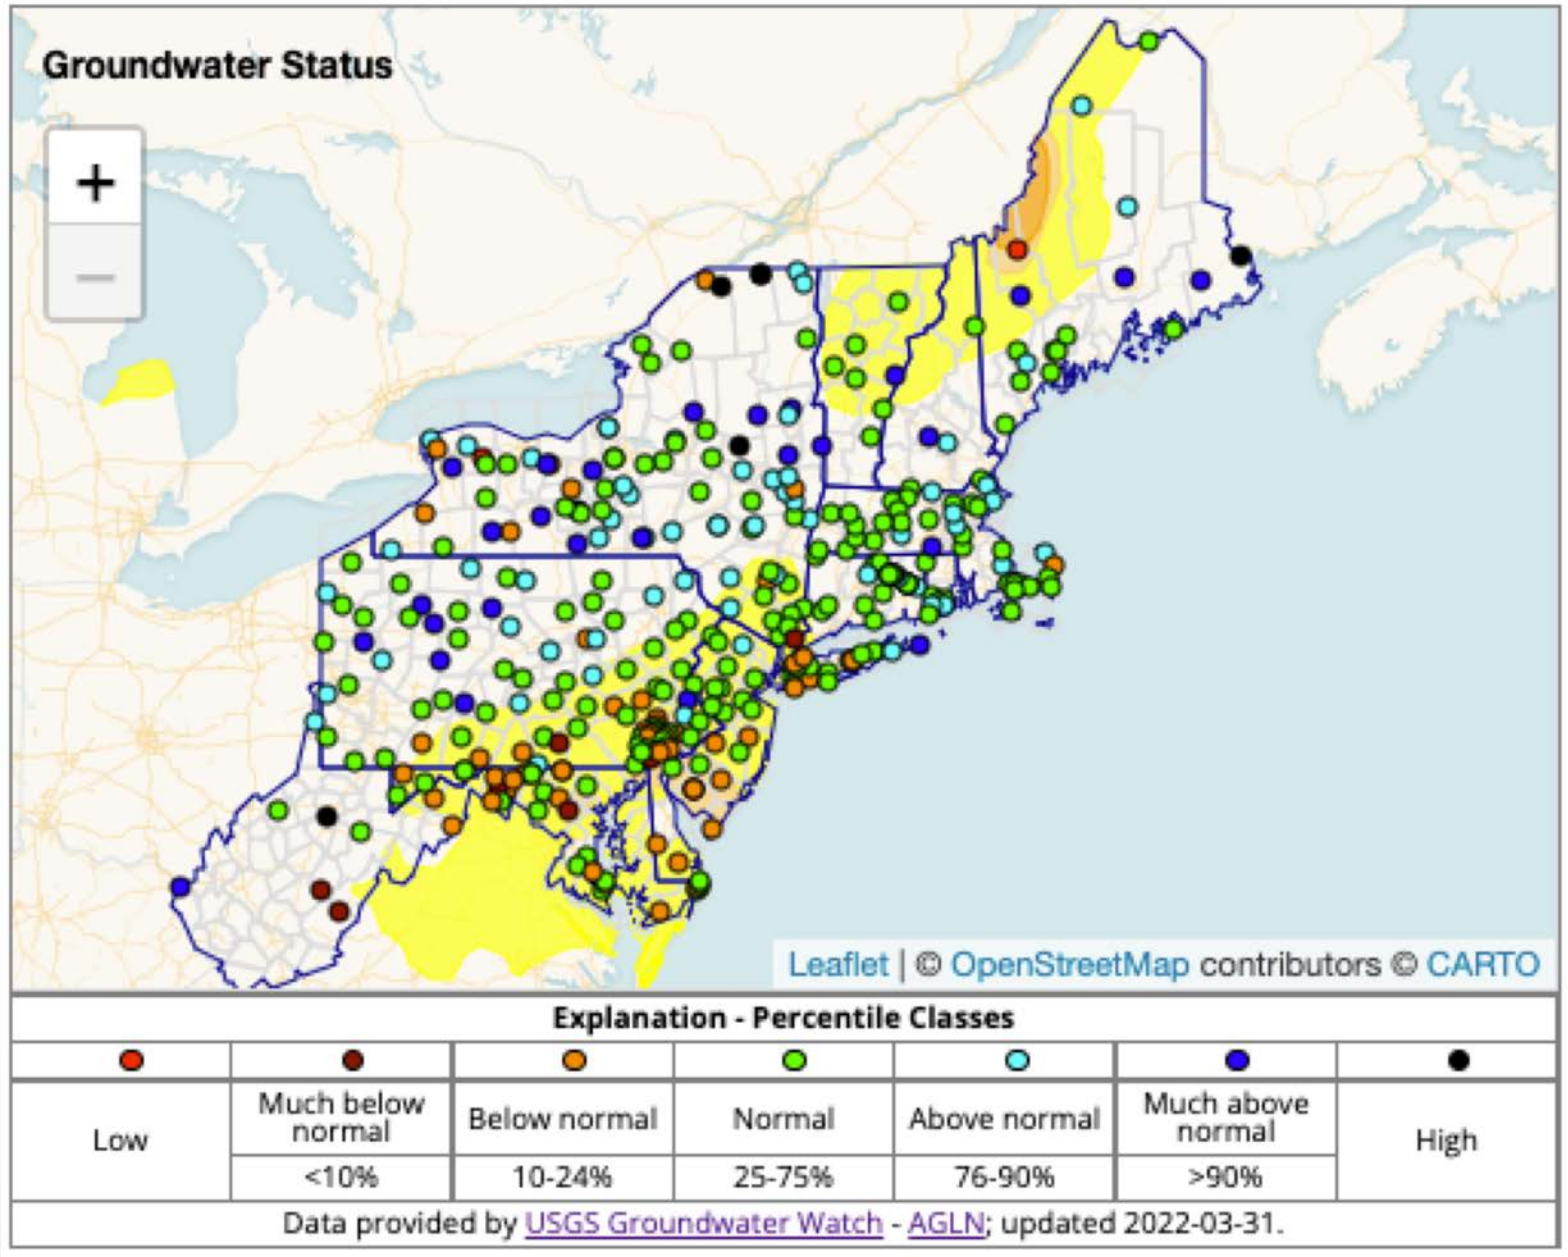 Groundwater Status
+
−
Leaflet | © OpenStreetMap contributors © CARTO
Explanation - Percentile Classes
Low
Much below normal
Below normal
Normal
Above normal
Much above normal
High
<10%
10-24%
25-75%
76-90%
>90%
Data provided by USGS Groundwater Watch - AGLN; updated 2022-03-31.